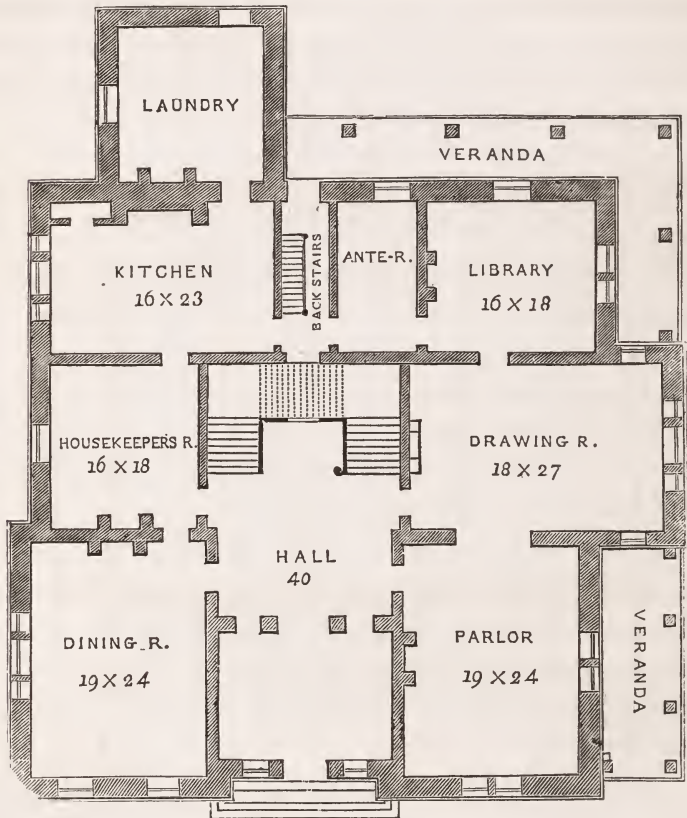 LAUNDRY
VERANDA
KITCHEN
16 X 23
BACK STAIRS
ANTE-R.
LIBRARY
16 X 18
HOUSEKEEPER'S R.
16 X 18
DRAWING R.
18 X 27
HALL
40
DINING R.
19 X 24
PARLOR
19 X 24
VERANDA